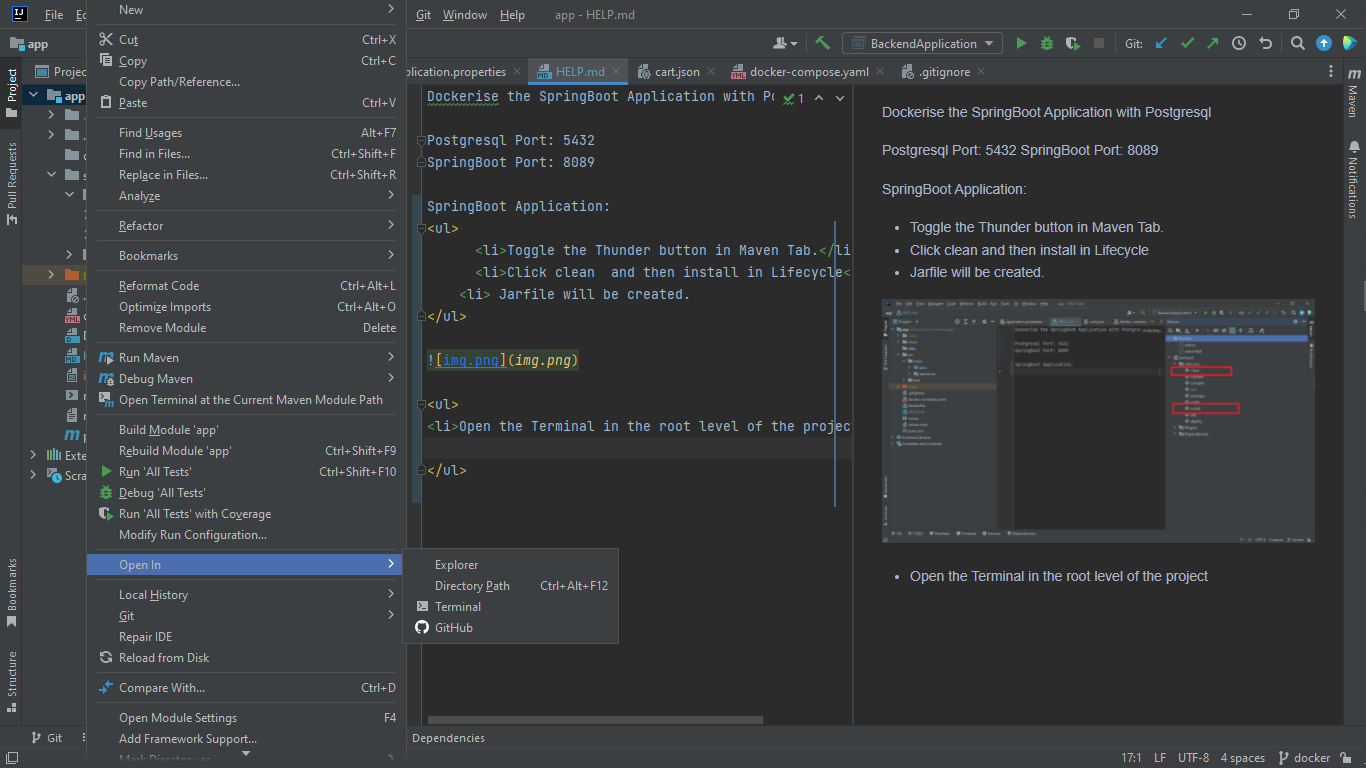 File
New
Git Window Help app - HELP.md
app
BackendApplication
Git:
Project
plication.properties
HELP.md
cart.json
docker-compose.yaml
.gitignore
app
Cut Ctrl+X
Copy Ctrl+C
Copy Path/Reference...
Paste Ctrl+V
Find Usages Alt+F7
Find in Files... Ctrl+Shift+F
Replace in Files... Ctrl+Shift+R
Analyze
Refactor
Bookmarks
Reformat Code Ctrl+Alt+L
Optimize Imports Ctrl+Alt+O
Remove Module Delete
Run Maven
Debug Maven
Open Terminal at the Current Maven Module Path
Build Module 'app'
Rebuild Module 'app' Ctrl+Shift+F9
Run 'All Tests' Ctrl+Shift+F10
Debug 'All Tests'
Run 'All Tests' with Coverage
Modify Run Configuration...
Open In
Local History
Git
Repair IDE
Reload from Disk
Compare With... Ctrl+D
Open Module Settings F4
Add Framework Support...
Mark Directory as
Explorer
Directory Path Ctrl+Alt+F12
Terminal
GitHub
Dockerise the SpringBoot Application with Po
1
Postgresql Port: 5432
SpringBoot Port: 8089
SpringBoot Application:
<ul>
<li>Toggle the Thunder button in Maven Tab.</li
<li>Click clean  and then install in Lifecycle<
<li> Jarfile will be created.
</ul>
![img.png](img.png)
<ul>
<li>Open the Terminal in the root level of the projec
</ul>
Dockerise the SpringBoot Application with Postgresql
Postgresql Port: 5432 SpringBoot Port: 8089
SpringBoot Application:
• Toggle the Thunder button in Maven Tab.
• Click clean and then install in Lifecycle
• Jarfile will be created.
• Open the Terminal in the root level of the project
Project
Pull Requests
Bookmarks
Structure
Maven
Notifications
Git
Dependencies
17:1 LF UTF-8 4 spaces docker